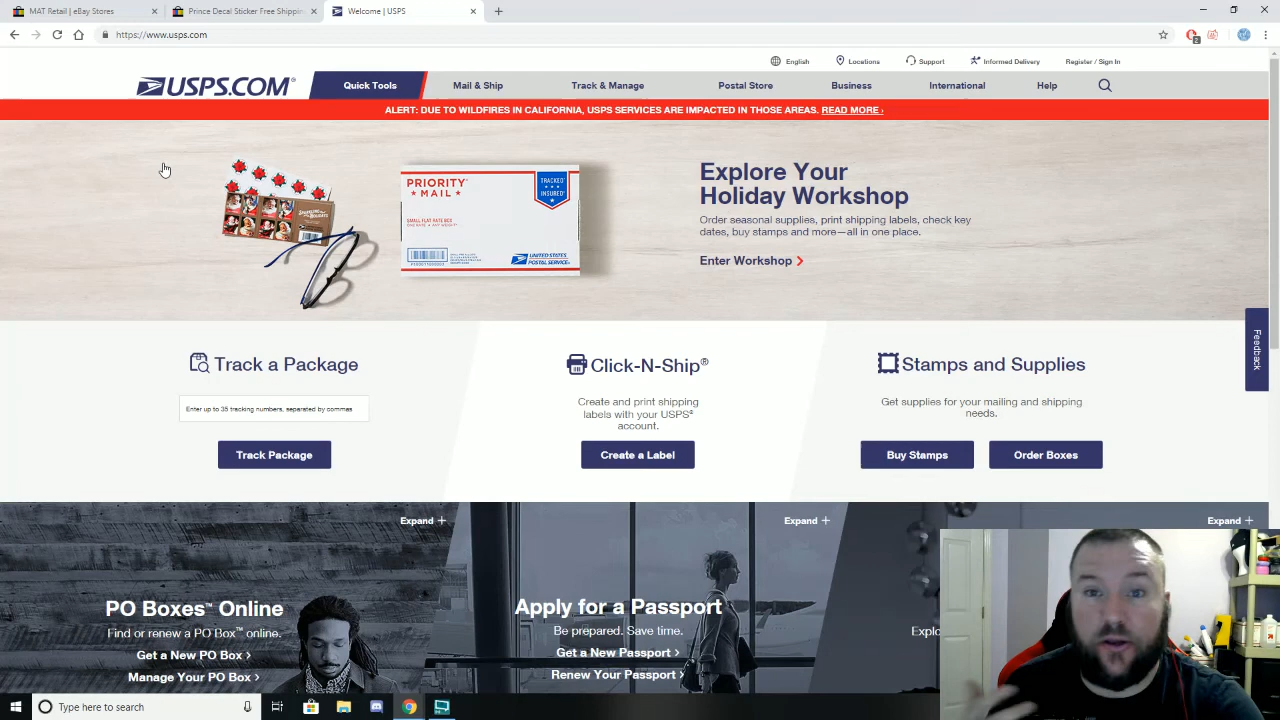 MAT Retail | eBay Stores
Prince Decal Sticker Free Shippin
Welcome | USPS
https://www.usps.com
2
English
Locations
Support
Informed Delivery
Register / Sign In
USPS.COM®
Quick Tools
Mail & Ship
Track & Manage
Postal Store
Business
International
Help
ALERT: DUE TO WILDFIRES IN CALIFORNIA, USPS SERVICES ARE IMPACTED IN THOSE AREAS. READ MORE ›
PRIORITY
★ MAIL ★
TRACKED
INSURED
SMALL FLAT RATE BOX
UNITED STATES
POSTAL SERVICE
Explore Your
Holiday Workshop
Order seasonal supplies, print shipping labels, check key
dates, buy stamps and more—all in one place.
Enter Workshop
Feedback
Track a Package
Enter up to 35 tracking numbers, separated by commas
Track Package
Click-N-Ship®
Create and print shipping
labels with your USPS®
account.
Create a Label
Stamps and Supplies
Get supplies for your mailing and shipping
needs.
Buy Stamps
Order Boxes
Expand +
Expand +
Expand +
PO Boxes™ Online
Find or renew a PO Box™ online.
Get a New PO Box ›
Manage Your PO Box ›
Apply for a Passport
Be prepared. Save time.
Get a New Passport ›
Renew Your Passport ›
Explo
Type here to search